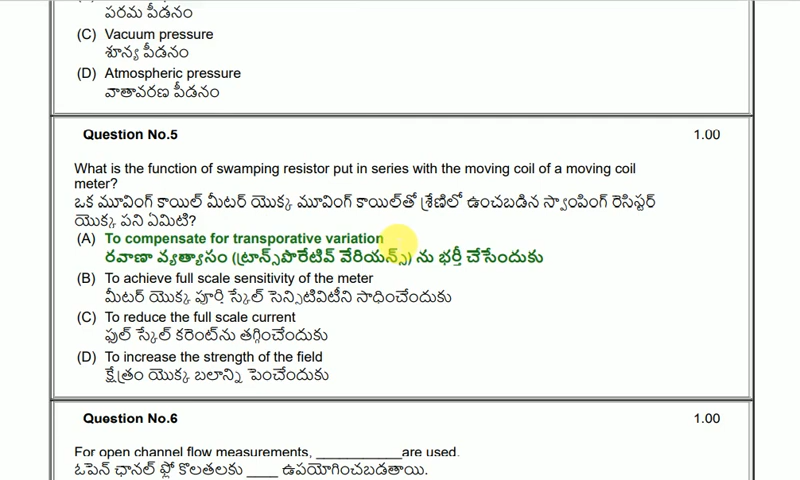 పరమ పీడనం
(C) Vacuum pressure
శూన్య పీడనం
(D) Atmospheric pressure
వాతావరణ పీడనం
Question No.5 1.00
What is the function of swamping resistor put in series with the moving coil of a moving coil
meter?
ఒక మూవింగ్ కాయిల్ మీటర్ యొక్క మూవింగ్ కాయిల్‌తో శ్రేణిలో ఉంచబడిన స్వాంపింగ్ రెసిస్టర్
యొక్క పని ఏమిటి?
(A) To compensate for transporative variation
రవాణా వ్యత్యాసం (ట్రాన్స్‌పొరేటివ్ వేరియన్స్) ను భర్తీ చేసేందుకు
(B) To achieve full scale sensitivity of the meter
మీటర్ యొక్క పూర్తి స్కేల్ సెన్సిటివిటీని సాధించేందుకు
(C) To reduce the full scale current
ఫుల్ స్కేల్ కరెంట్‌ను తగ్గించేందుకు
(D) To increase the strength of the field
క్షేత్రం యొక్క బలాన్ని పెంచేందుకు
Question No.6 1.00
For open channel flow measurements, ___________are used.
ఓపెన్ ఛానల్ ఫ్లో కొలతలకు ____ ఉపయోగించబడతాయి.